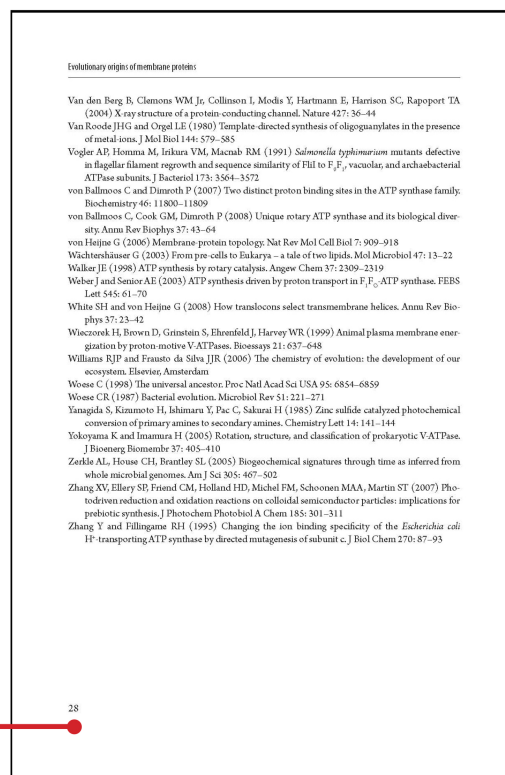 Evolutionary origins of membrane proteins
Van den Berg B, Clemons WM Jr, Collinson I, Modis Y, Hartmann E, Harrison SC, Rapoport TA
(2004) X-ray structure of a protein-conducting channel. Nature 427: 36–44
Van Roode JHG and Orgel LE (1980) Template-directed synthesis of oligoguanylates in the presence
of metal-ions. J Mol Biol 144: 579–585
Vogler AP, Homma M, Irikura VM, Macnab RM (1991) Salmonella typhimurium mutants defective
in flagellar filament regrowth and sequence similarity of FliI to F₀F₁, vacuolar, and archaebacterial
ATPase subunits. J Bacteriol 173: 3564–3572
von Ballmoos C and Dimroth P (2007) Two distinct proton binding sites in the ATP synthase family.
Biochemistry 46: 11800–11809
von Ballmoos C, Cook GM, Dimroth P (2008) Unique rotary ATP synthase and its biological diver-
sity. Annu Rev Biophys 37: 43–64
von Heijne G (2006) Membrane-protein topology. Nat Rev Mol Cell Biol 7: 909–918
Wächtershäuser G (2003) From pre-cells to Eukarya – a tale of two lipids. Mol Microbiol 47: 13–22
Walker JE (1998) ATP synthesis by rotary catalysis. Angew Chem 37: 2309–2319
Weber J and Senior AE (2003) ATP synthesis driven by proton transport in F₁Fₒ-ATP synthase. FEBS
Lett 545: 61–70
White SH and von Heijne G (2008) How translocons select transmembrane helices. Annu Rev Bio-
phys 37: 23–42
Wieczorek H, Brown D, Grinstein S, Ehrenfeld J, Harvey WR (1999) Animal plasma membrane ener-
gization by proton-motive V-ATPases. Bioessays 21: 637–648
Williams RJP and Frausto da Silva JJR (2006) The chemistry of evolution: the development of our
ecosystem. Elsevier, Amsterdam
Woese C (1998) The universal ancestor. Proc Natl Acad Sci USA 95: 6854–6859
Woese CR (1987) Bacterial evolution. Microbiol Rev 51: 221–271
Yanagida S, Kizumoto H, Ishimaru Y, Pac C, Sakurai H (1985) Zinc sulfide catalyzed photochemical
conversion of primary amines to secondary amines. Chemistry Lett 14: 141–144
Yokoyama K and Imamura H (2005) Rotation, structure, and classification of prokaryotic V-ATPase.
J Bioenerg Biomembr 37: 405–410
Zerkle AL, House CH, Brantley SL (2005) Biogeochemical signatures through time as inferred from
whole microbial genomes. Am J Sci 305: 467–502
Zhang XV, Ellery SP, Friend CM, Holland HD, Michel FM, Schoonen MAA, Martin ST (2007) Pho-
todriven reduction and oxidation reactions on colloidal semiconductor particles: implications for
prebiotic synthesis. J Photochem Photobiol A Chem 185: 301–311
Zhang Y and Fillingame RH (1995) Changing the ion binding specificity of the Escherichia coli
H⁺-transporting ATP synthase by directed mutagenesis of subunit c. J Biol Chem 270: 87–93
28